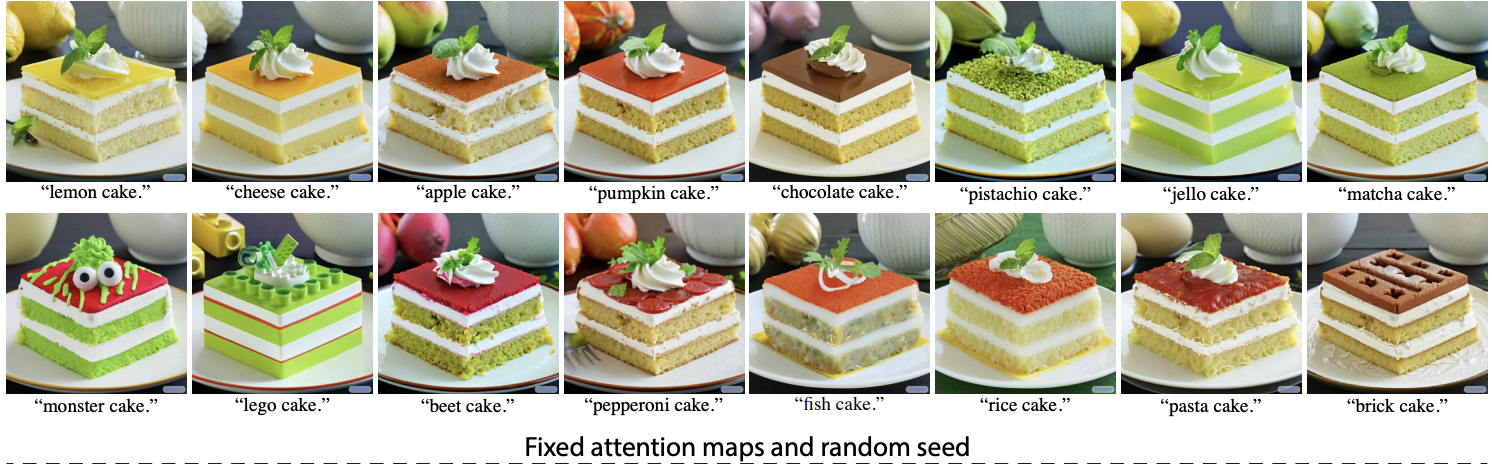 “lemon cake.” “cheese cake.” “apple cake.” “pumpkin cake.” “chocolate cake.” “pistachio cake.” “jello cake.” “matcha cake.”
“monster cake.” “lego cake.” “beet cake.” “pepperoni cake.” “fish cake.” “rice cake.” “pasta cake.” “brick cake.”
Fixed attention maps and random seed